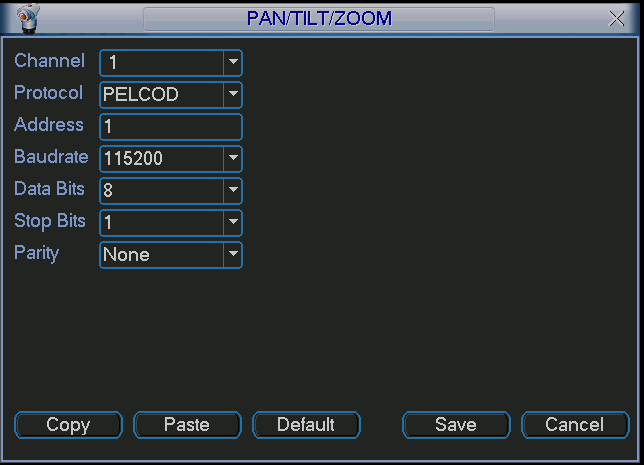 PAN/TILT/ZOOM
Channel 1
Protocol PELCOD
Address 1
Baudrate 115200
Data Bits 8
Stop Bits 1
Parity None
Copy Paste Default Save Cancel